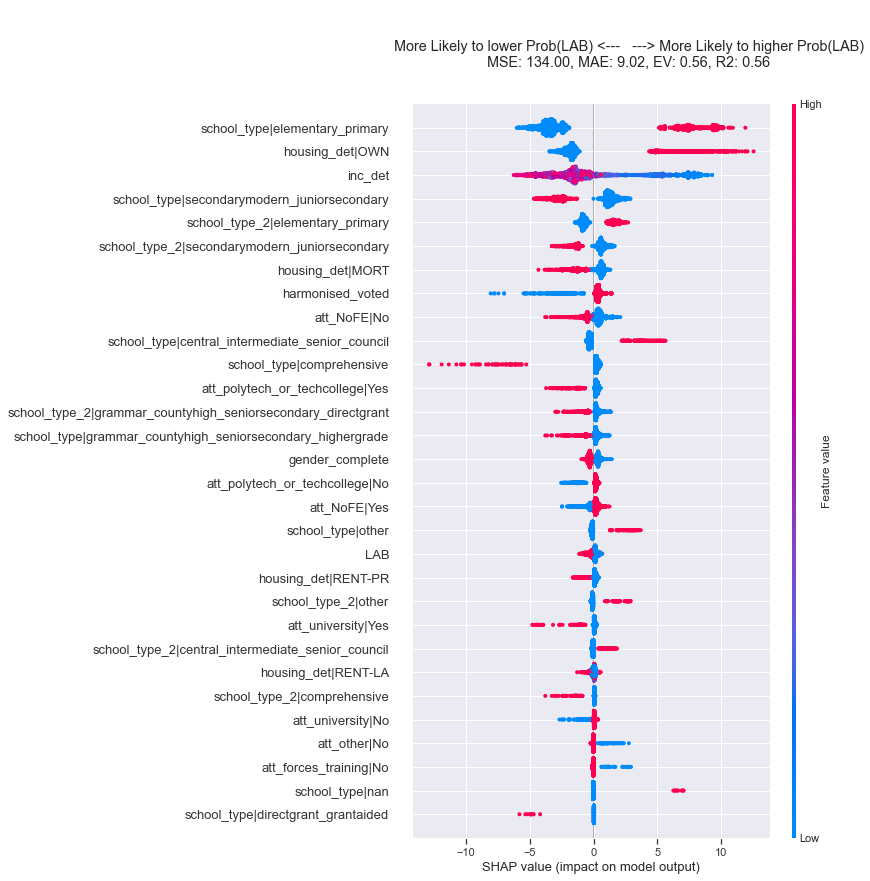 More Likely to lower Prob(LAB) <--- ---> More Likely to higher Prob(LAB)
MSE: 134.00, MAE: 9.02, EV: 0.56, R2: 0.56
High
school_type|elementary_primary
housing_det|OWN
inc_det
school_type|secondarymodern_juniorsecondary
school_type_2|elementary_primary
school_type_2|secondarymodern_juniorsecondary
housing_det|MORT
harmonised_voted
att_NoFE|No
school_type|central_intermediate_senior_council
school_type|comprehensive
att_polytech_or_techcollege|Yes
school_type_2|grammar_countyhigh_seniorsecondary_directgrant
school_type|grammar_countyhigh_seniorsecondary_highergrade
gender_complete
att_polytech_or_techcollege|No
att_NoFE|Yes
school_type|other
LAB
housing_det|RENT-PR
school_type_2|other
att_university|Yes
school_type_2|central_intermediate_senior_council
housing_det|RENT-LA
school_type_2|comprehensive
att_university|No
att_other|No
att_forces_training|No
school_type|nan
school_type|directgrant_grantaided
Feature value
Low
−10 −5 0 5 10
SHAP value (impact on model output)